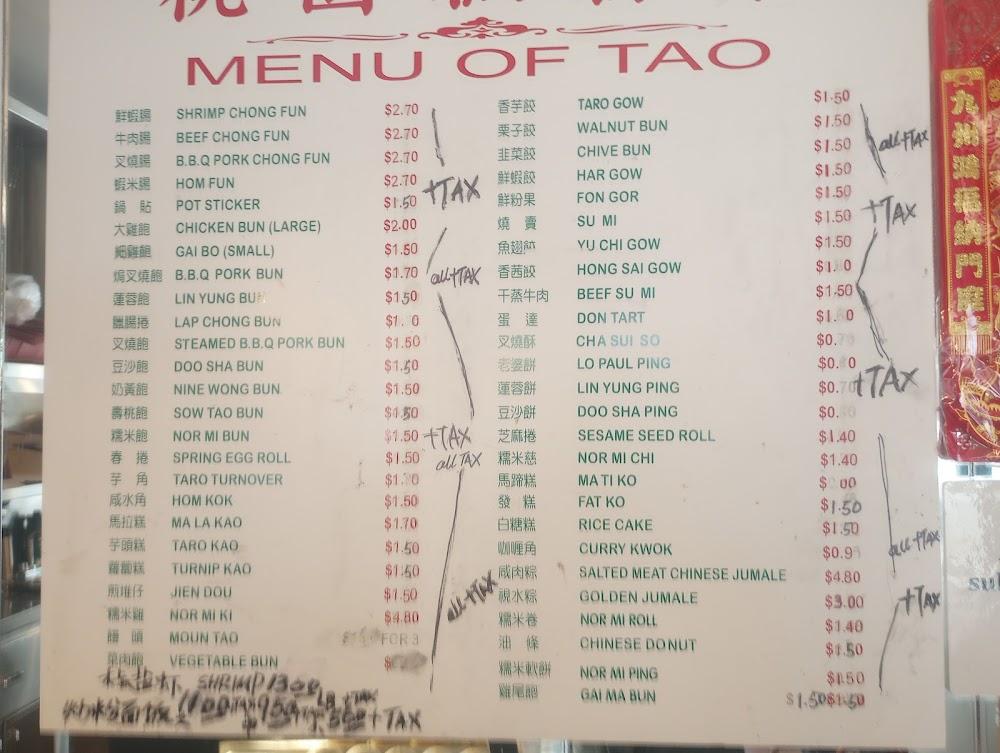 MENU OF TAO
鮮蝦腸 SHRIMP CHONG FUN $2.70
牛肉腸 BEEF CHONG FUN $2.70
叉燒腸 B.B.Q PORK CHONG FUN $2.70
蝦米腸 HOM FUN $2.70
鍋貼 POT STICKER $1.50
+TAX
大雞飽 CHICKEN BUN (LARGE) $2.00
細雞飽 GAI BO (SMALL) $1.50
焗叉燒飽 B.B.Q PORK BUN $1.70
all+TAX
蓮蓉飽 LIN YUNG BUN $1.50
臘腸捲 LAP CHONG BUN
叉燒飽 STEAMED B.B.Q PORK BUN $1.50
豆沙飽 DOO SHA BUN $1.50
奶黃飽 NINE WONG BUN $1.50
壽桃飽 SOW TAO BUN $1.50
糯米飽 NOR MI BUN $1.50
+TAX
春捲 SPRING EGG ROLL $1.50
all TAX
芋角 TARO TURNOVER
咸水角 HOM KOK $1.50
馬拉糕 MA LA KAO $1.70
芋頭糕 TARO KAO $1.50
蘿蔔糕 TURNIP KAO $1.50
煎堆仔 JIEN DOU $1.50
all+TAX
糯米雞 NOR MI KI $4.80
饅頭 MOUN TAO FOR 3
菜肉飽 VEGETABLE BUN
SHRIMP +TAX
+TAX
香芋餃 TARO GOW $1.50
栗子餃 WALNUT BUN $1.50
韭菜餃 CHIVE BUN $1.50
all+TAX
鮮蝦餃 HAR GOW $1.50
鮮粉果 FON GOR $1.50
燒賣 SU MI $1.50
+TAX
魚翅餃 YU CHI GOW $1.50
香茜餃 HONG SAI GOW
干蒸牛肉 BEEF SU MI $1.50
蛋達 DON TART
叉燒酥 CHA SUI SO
老婆餅 LO PAUL PING
蓮蓉餅 LIN YUNG PING
+TAX
豆沙餅 DOO SHA PING
芝麻捲 SESAME SEED ROLL $1.40
糯米慈 NOR MI CHI $1.40
馬蹄糕 MA TI KO
發糕 FAT KO $1.50
白糖糕 RICE CAKE $1.50
咖喱角 CURRY KWOK
all+TAX
咸肉粽 SALTED MEAT CHINESE JUMALE $4.80
梘水粽 GOLDEN JUMALE $3.00
+TAX
糯米卷 NOR MI ROLL $1.40
油條 CHINESE DONUT $1.50
糯米軟餅 NOR MI PING $1.50
雞尾飽 GAI MA BUN $1.50 $1.50
九州鴻福納門庭